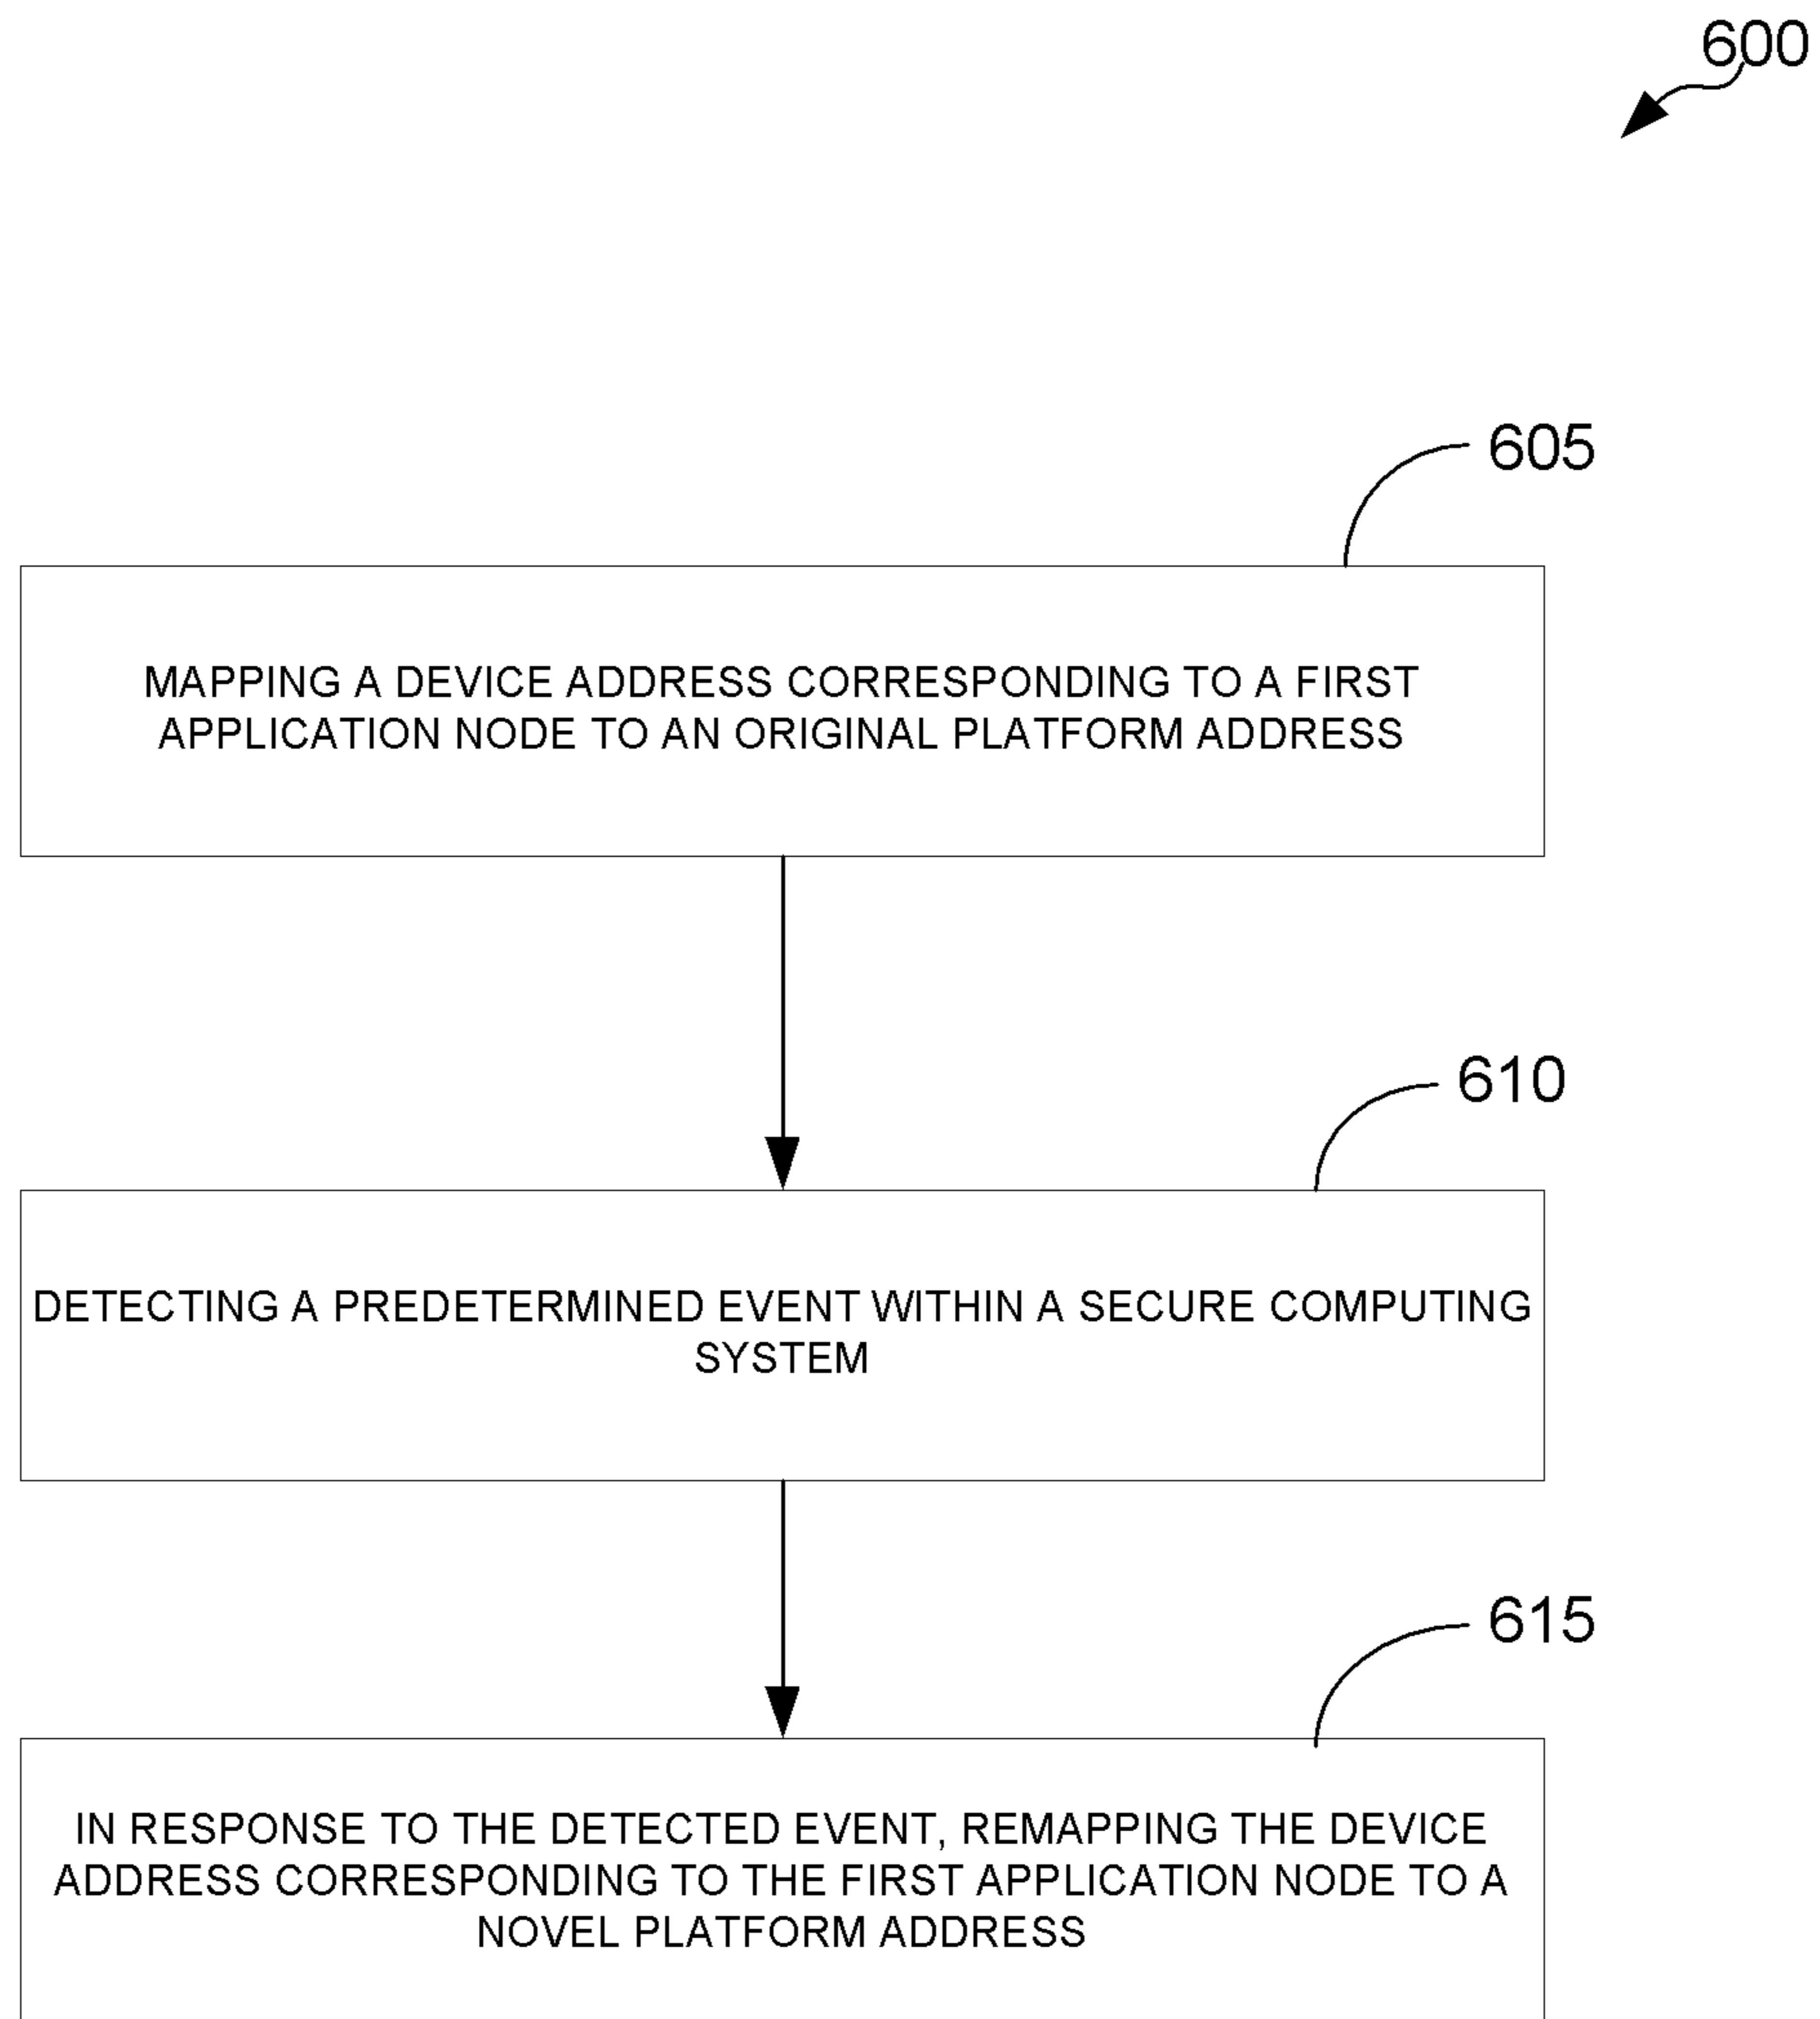 600
605
MAPPING A DEVICE ADDRESS CORRESPONDING TO A FIRST
APPLICATION NODE TO AN ORIGINAL PLATFORM ADDRESS
610
DETECTING A PREDETERMINED EVENT WITHIN A SECURE COMPUTING
SYSTEM
615
IN RESPONSE TO THE DETECTED EVENT, REMAPPING THE DEVICE
ADDRESS CORRESPONDING TO THE FIRST APPLICATION NODE TO A
NOVEL PLATFORM ADDRESS